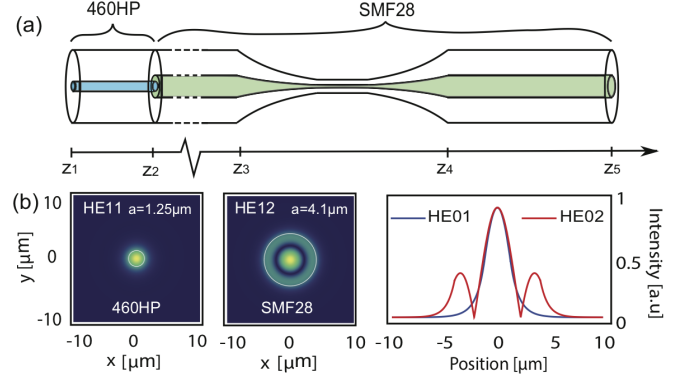 (a)
460HP
SMF28
z1
z2
z3
z4
z5
(b)
HE11 a=1.25μm
460HP
10
0
-10
y [μm]
-10 0 10
x [μm]
HE12 a=4.1μm
SMF28
-10 0 10
x [μm]
HE01
HE02
1
0.5
0
Intensity [a.u]
-10 -5 0 5 10
Position [μm]